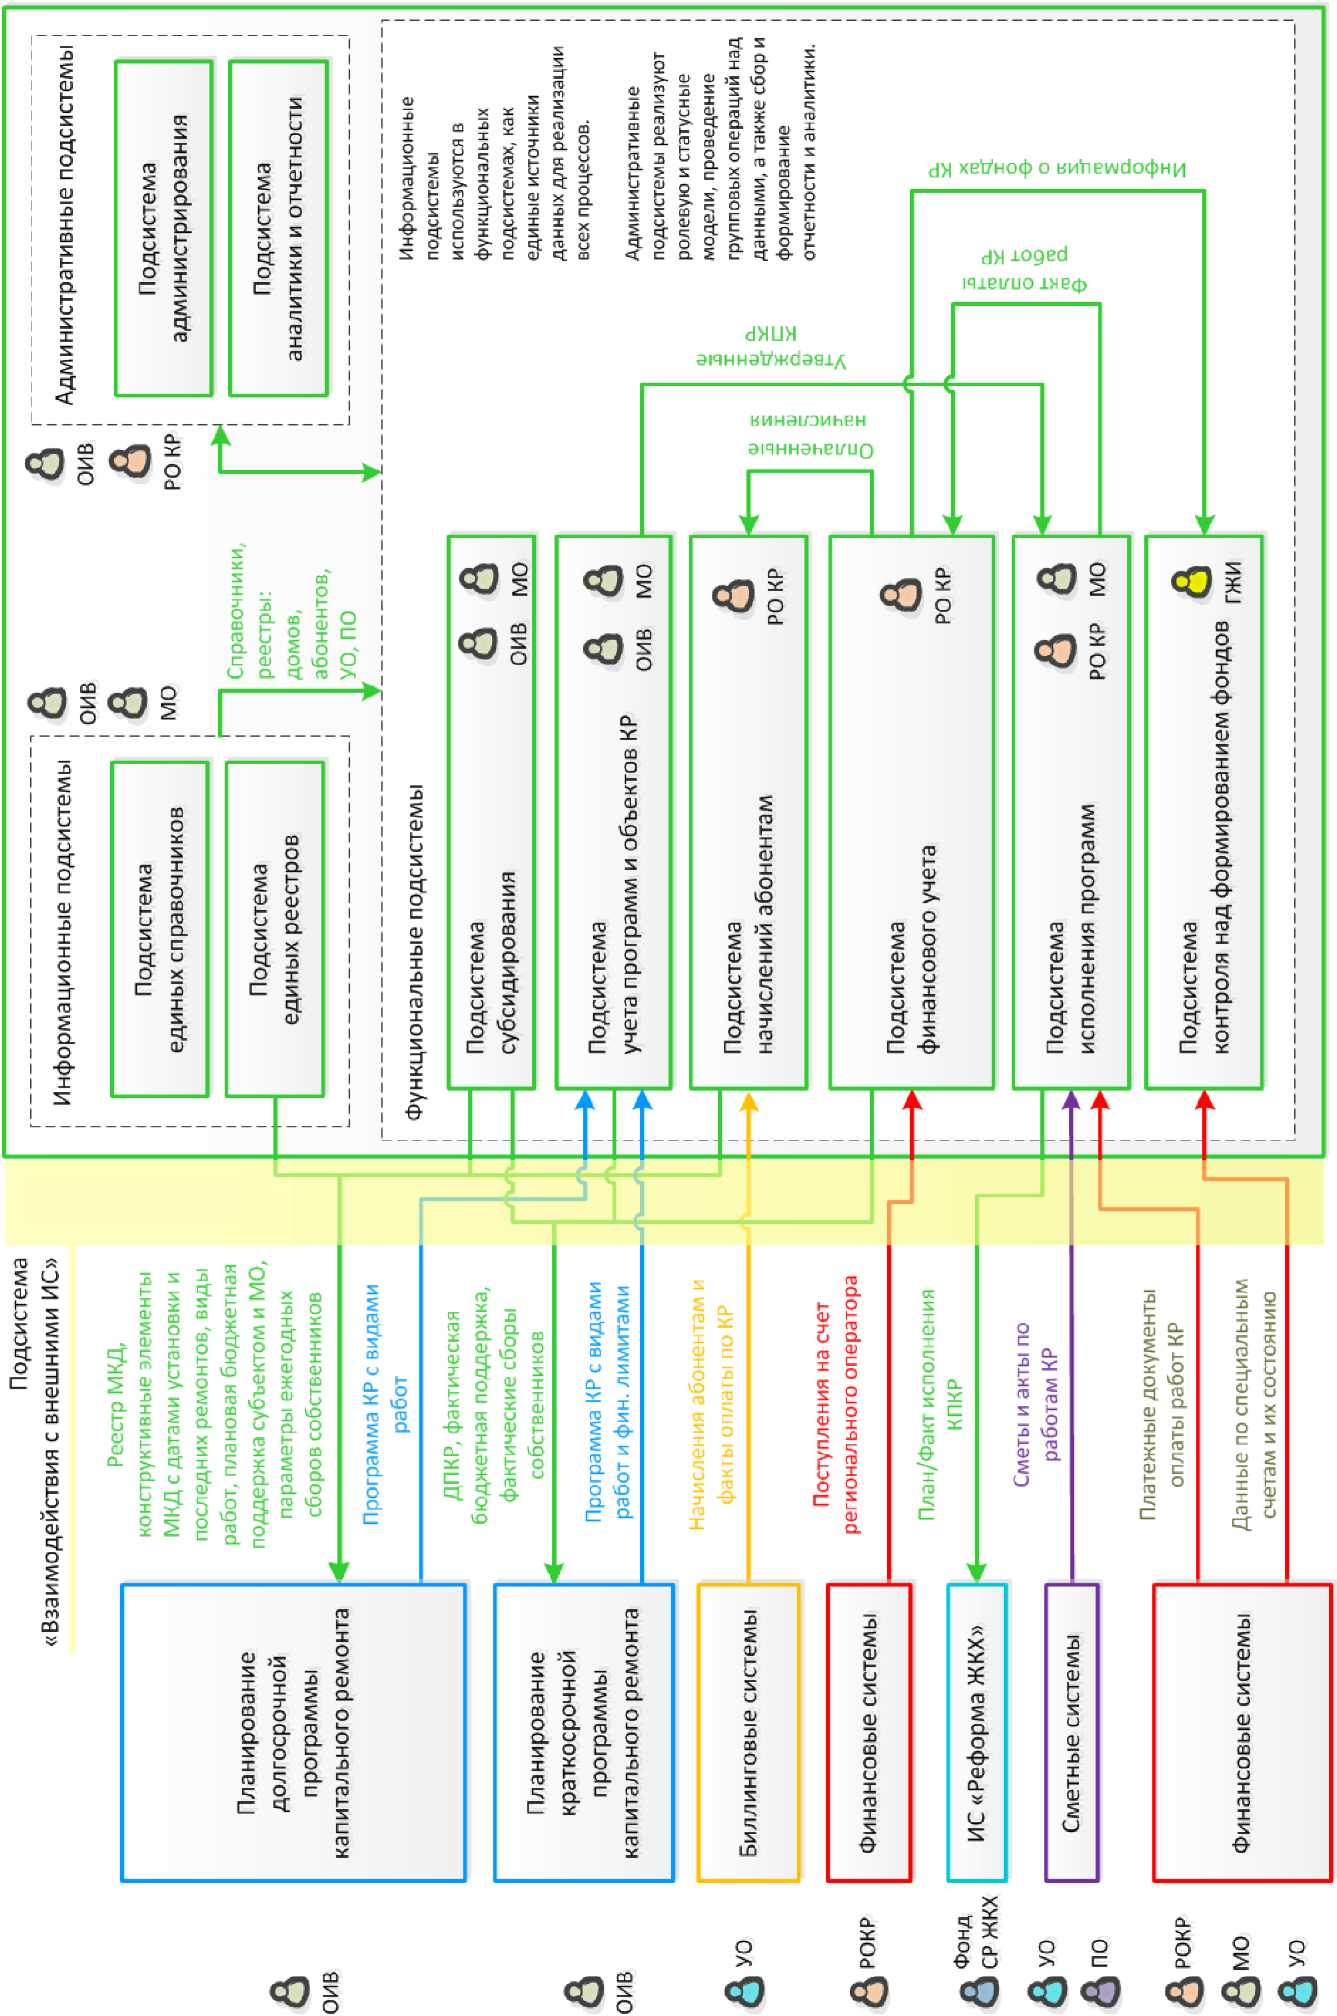 Подсистема
«Взаимодействия с внешними ИС»
ОИВ
Планирование
долгосрочной
программы
капитального ремонта
Реестр МКД,
конструктивные элементы
МКД с датами установки и
последних ремонтов, виды
работ, плановая бюджетная
поддержка субъектом и МО,
параметры ежегодных
сборов собственников
Программа КР с видами
работ
ОИВ
Планирование
краткосрочной
программы
капитального ремонта
ДПКР, фактическая
бюджетная поддержка,
фактические сборы
собственников
Программа КР с видами
работ и фин. лимитами
УО
Биллинговые системы
Начисления абонентам и
факты оплаты по КР
РОКР
Финансовые системы
Поступления на счет
регионального оператора
Фонд
СР ЖКХ
ИС «Реформа ЖКХ»
План/Факт исполнения
КПКР
УО
ПО
Сметные системы
Сметы и акты по
работам КР
РОКР
МО
УО
Финансовые системы
Платежные документы
оплаты работ КР
Данные по специальным
счетам и их состоянию
Информационные подсистемы
Подсистема
единых справочников
Подсистема
единых реестров
ОИВ
МО
Справочники,
реестры:
домов,
абонентов,
УО, ПО
Административные подсистемы
Подсистема
администрирования
Подсистема
аналитики и отчетности
ОИВ
РО КР
Функциональные подсистемы
Подсистема
субсидирования
ОИВ
МО
Подсистема
учета программ и объектов КР
ОИВ
МО
Подсистема
начислений абонентам
РО КР
Подсистема
финансового учета
РО КР
Подсистема
исполнения программ
РО КР
МО
Подсистема
контроля над формированием фондов
ГЖИ
Оплаченные
начисления
Утвержденные
КПКР
Факт оплаты
работ КР
Информация о фондах КР
Информационные
подсистемы
используются в
функциональных
подсистемах, как
единые источники
данных для реализации
всех процессов.
Административные
подсистемы реализуют
ролевую и статусные
модели, проведение
групповых операций над
данными, а также сбор и
формирование
отчетности и аналитики.